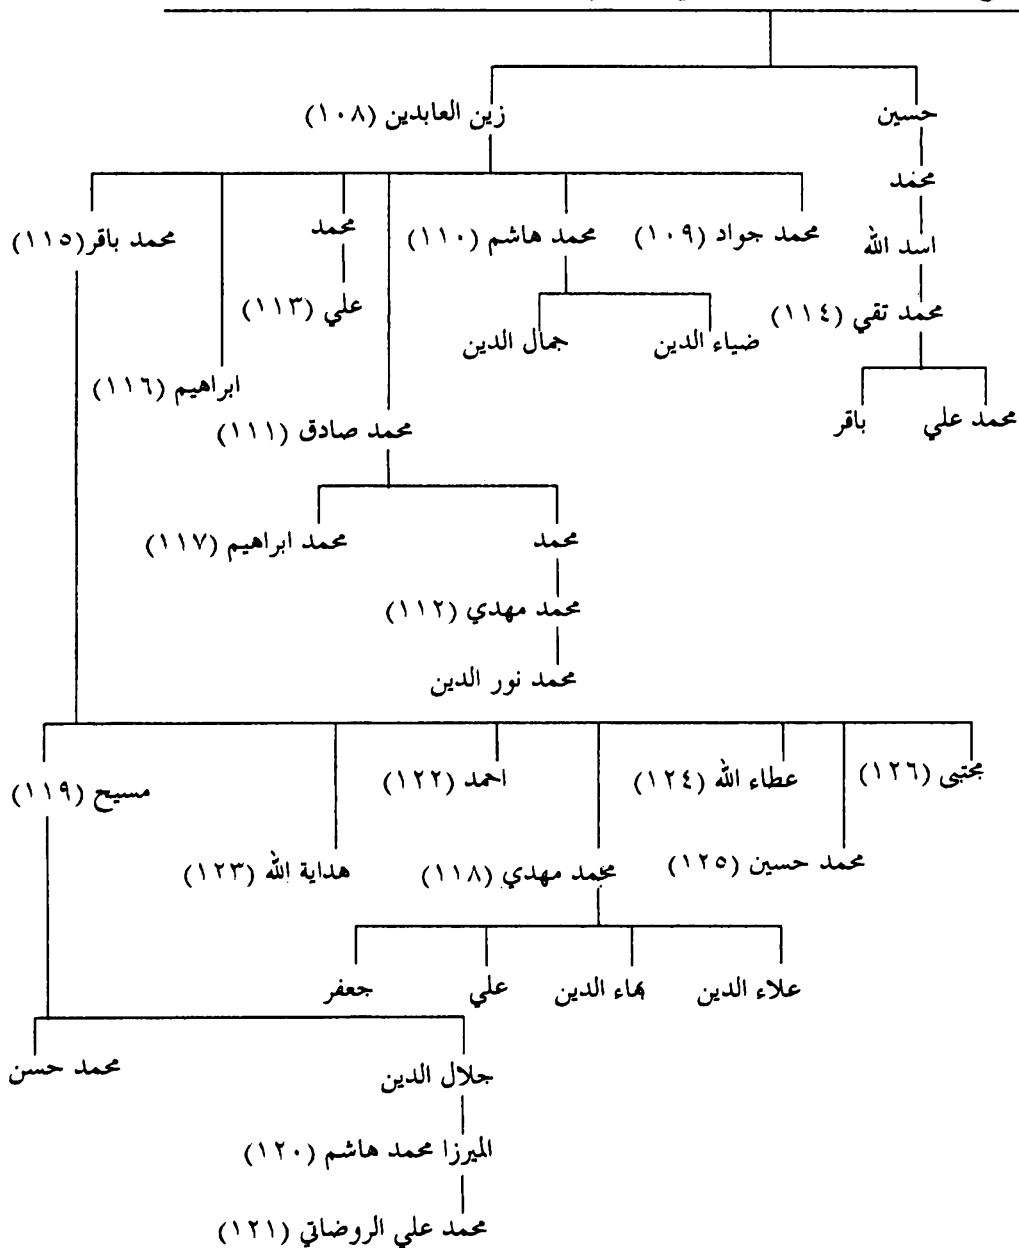 زين العابدين (١٠٨)
حسين
محمد
محمد باقر (١١٥)
محمد
محمد هاشم (١١٠)
محمد جواد (١٠٩)
اسد الله
علي (١١٣)
محمد تقي (١١٤)
جمال الدين
ضياء الدين
ابراهيم (١١٦)
محمد صادق (١١١)
باقر
محمد علي
محمد ابراهيم (١١٧)
محمد
محمد مهدي (١١٢)
محمد نور الدين
مسيح (١١٩)
احمد (١٢٢)
عطاء الله (١٢٤)
مجتبى (١٢٦)
هداية الله (١٢٣)
محمد مهدي (١١٨)
محمد حسين (١٢٥)
جعفر
علي
بهاء الدين
علاء الدين
محمد حسن
جلال الدين
الميرزا محمد هاشم (١٢٠)
محمد علي الروضاتي (١٢١)